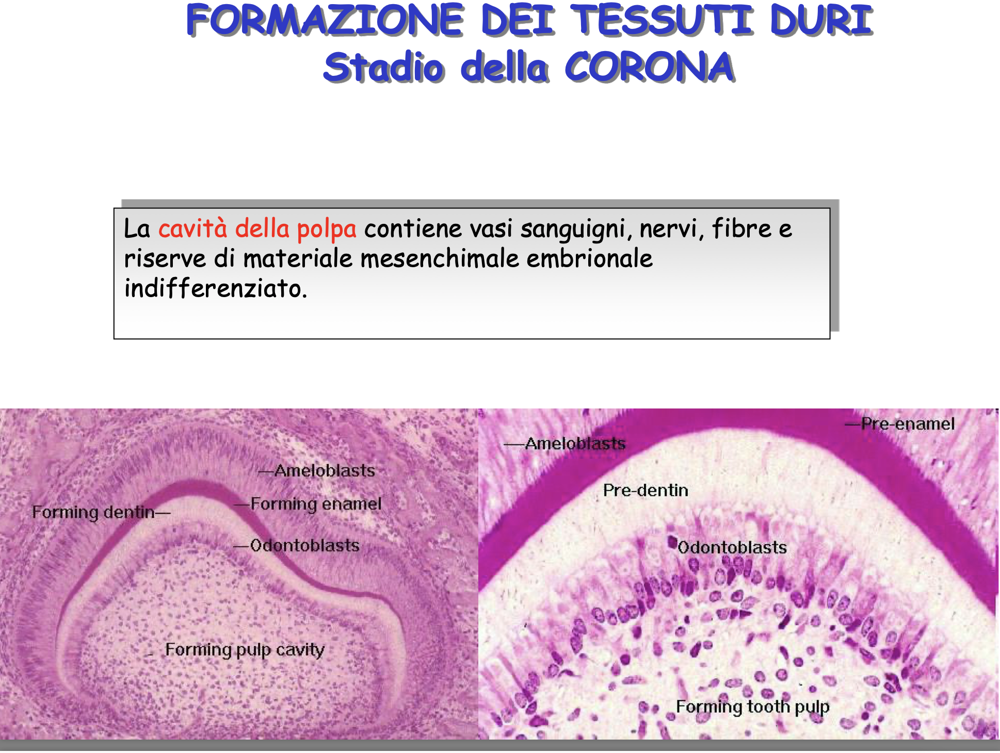 FORMAZIONE DEI TESSUTI DURI
Stadio della CORONA
La cavità della polpa contiene vasi sanguigni, nervi, fibre e
riserve di materiale mesenchimale embrionale
indifferenziato.
Ameloblasts
Forming enamel
Forming dentin
Odontoblasts
Forming pulp cavity
Pre-enamel
Ameloblasts
Pre-dentin
Odontoblasts
Forming tooth pulp